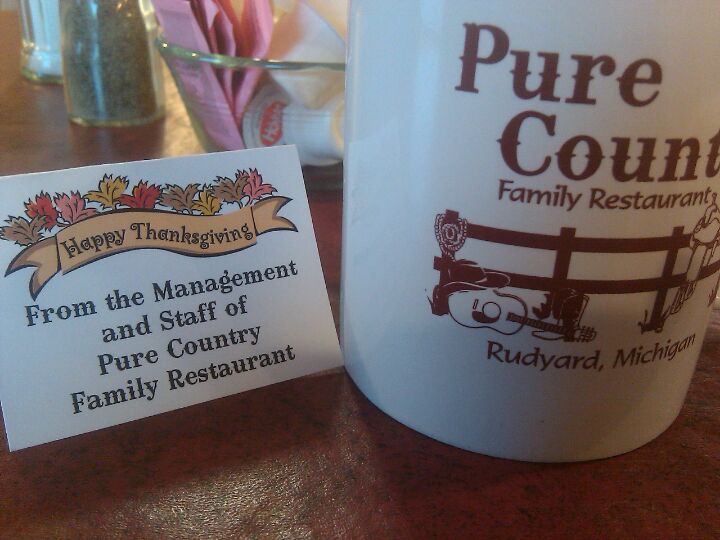 Happy Thanksgiving
From the Management
and Staff of
Pure Country
Family Restaurant
Pure
Count
Family Restaurant
Rudyard, Michigan